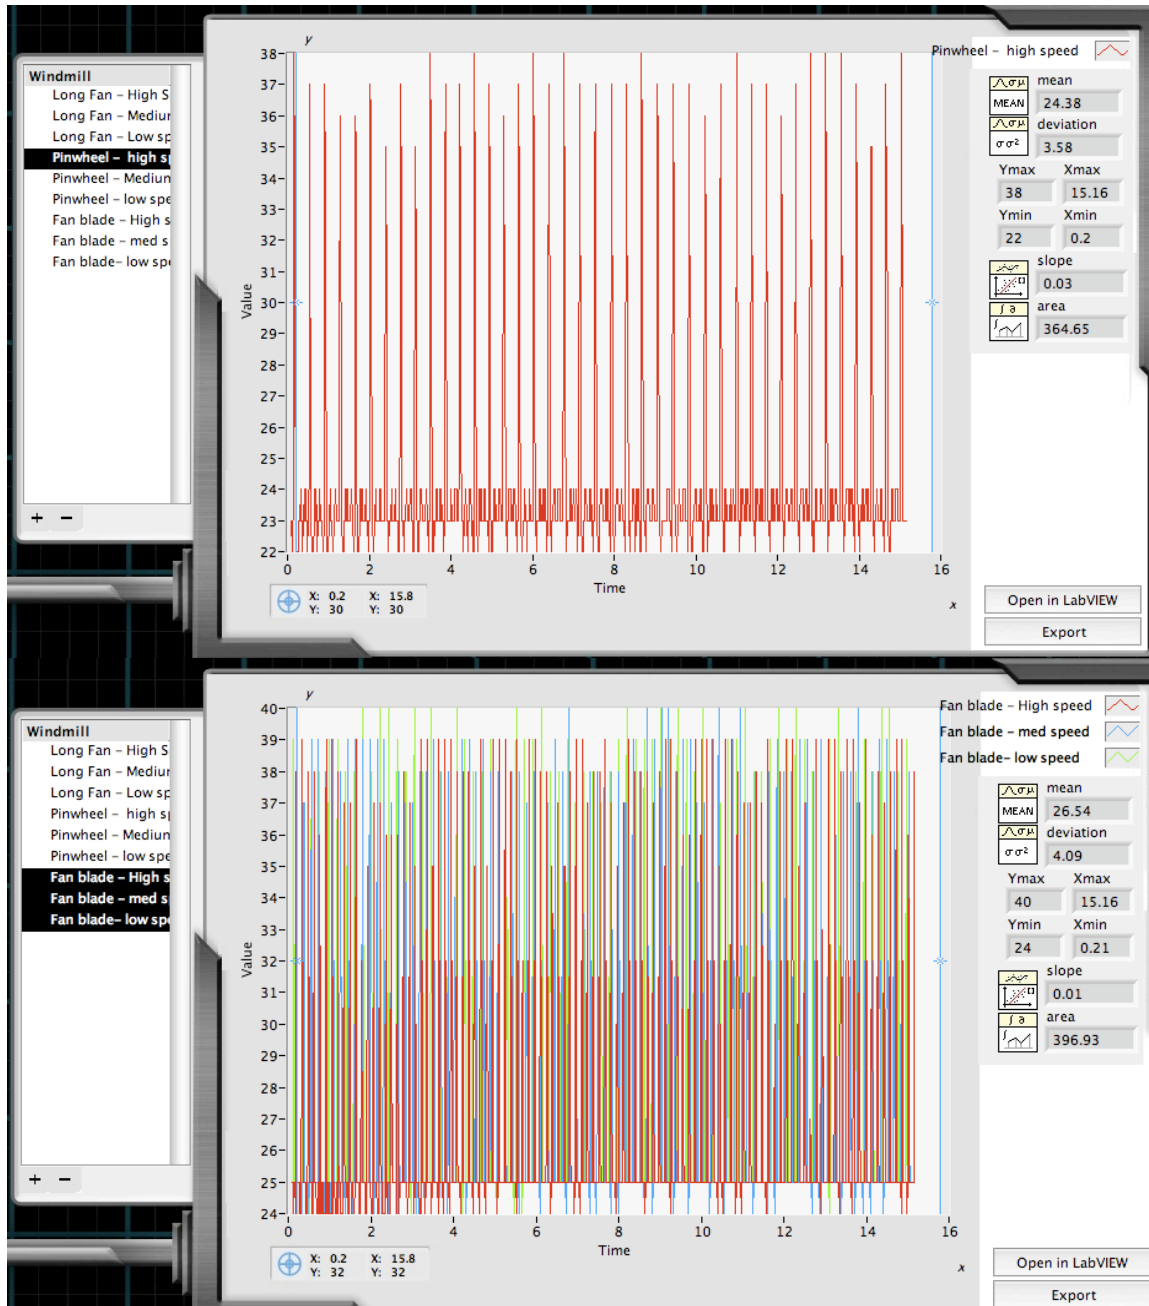 y
Pinwheel - high speed
Windmill
Long Fan - High S
Long Fan - Mediur
Long Fan - Low sp
Pinwheel - high sp
Pinwheel - Mediun
Pinwheel - low spe
Fan blade - High s
Fan blade - med s
Fan blade- low spe
+ −
38
37
36
35
34
33
32
31
30
29
28
27
26
25
24
23
22
Value
0 2 4 6 8 10 12 14 16
Time
x
X: 0.2 X: 15.8
Y: 30 Y: 30
mean
MEAN 24.38
deviation
σ σ² 3.58
Ymax Xmax
38 15.16
Ymin Xmin
22 0.2
slope
0.03
area
364.65
Open in LabVIEW
Export
y
Fan blade - High speed
Fan blade - med speed
Fan blade- low speed
Windmill
Long Fan - High S
Long Fan - Mediur
Long Fan - Low sp
Pinwheel - high sp
Pinwheel - Mediun
Pinwheel - low spe
Fan blade - High s
Fan blade - med sp
Fan blade- low spe
+ −
40
39
38
37
36
35
34
33
32
31
30
29
28
27
26
25
24
Value
0 2 4 6 8 10 12 14 16
Time
x
X: 0.2 X: 15.8
Y: 32 Y: 32
mean
MEAN 26.54
deviation
σ σ² 4.09
Ymax Xmax
40 15.16
Ymin Xmin
24 0.21
slope
0.01
area
396.93
Open in LabVIEW
Export